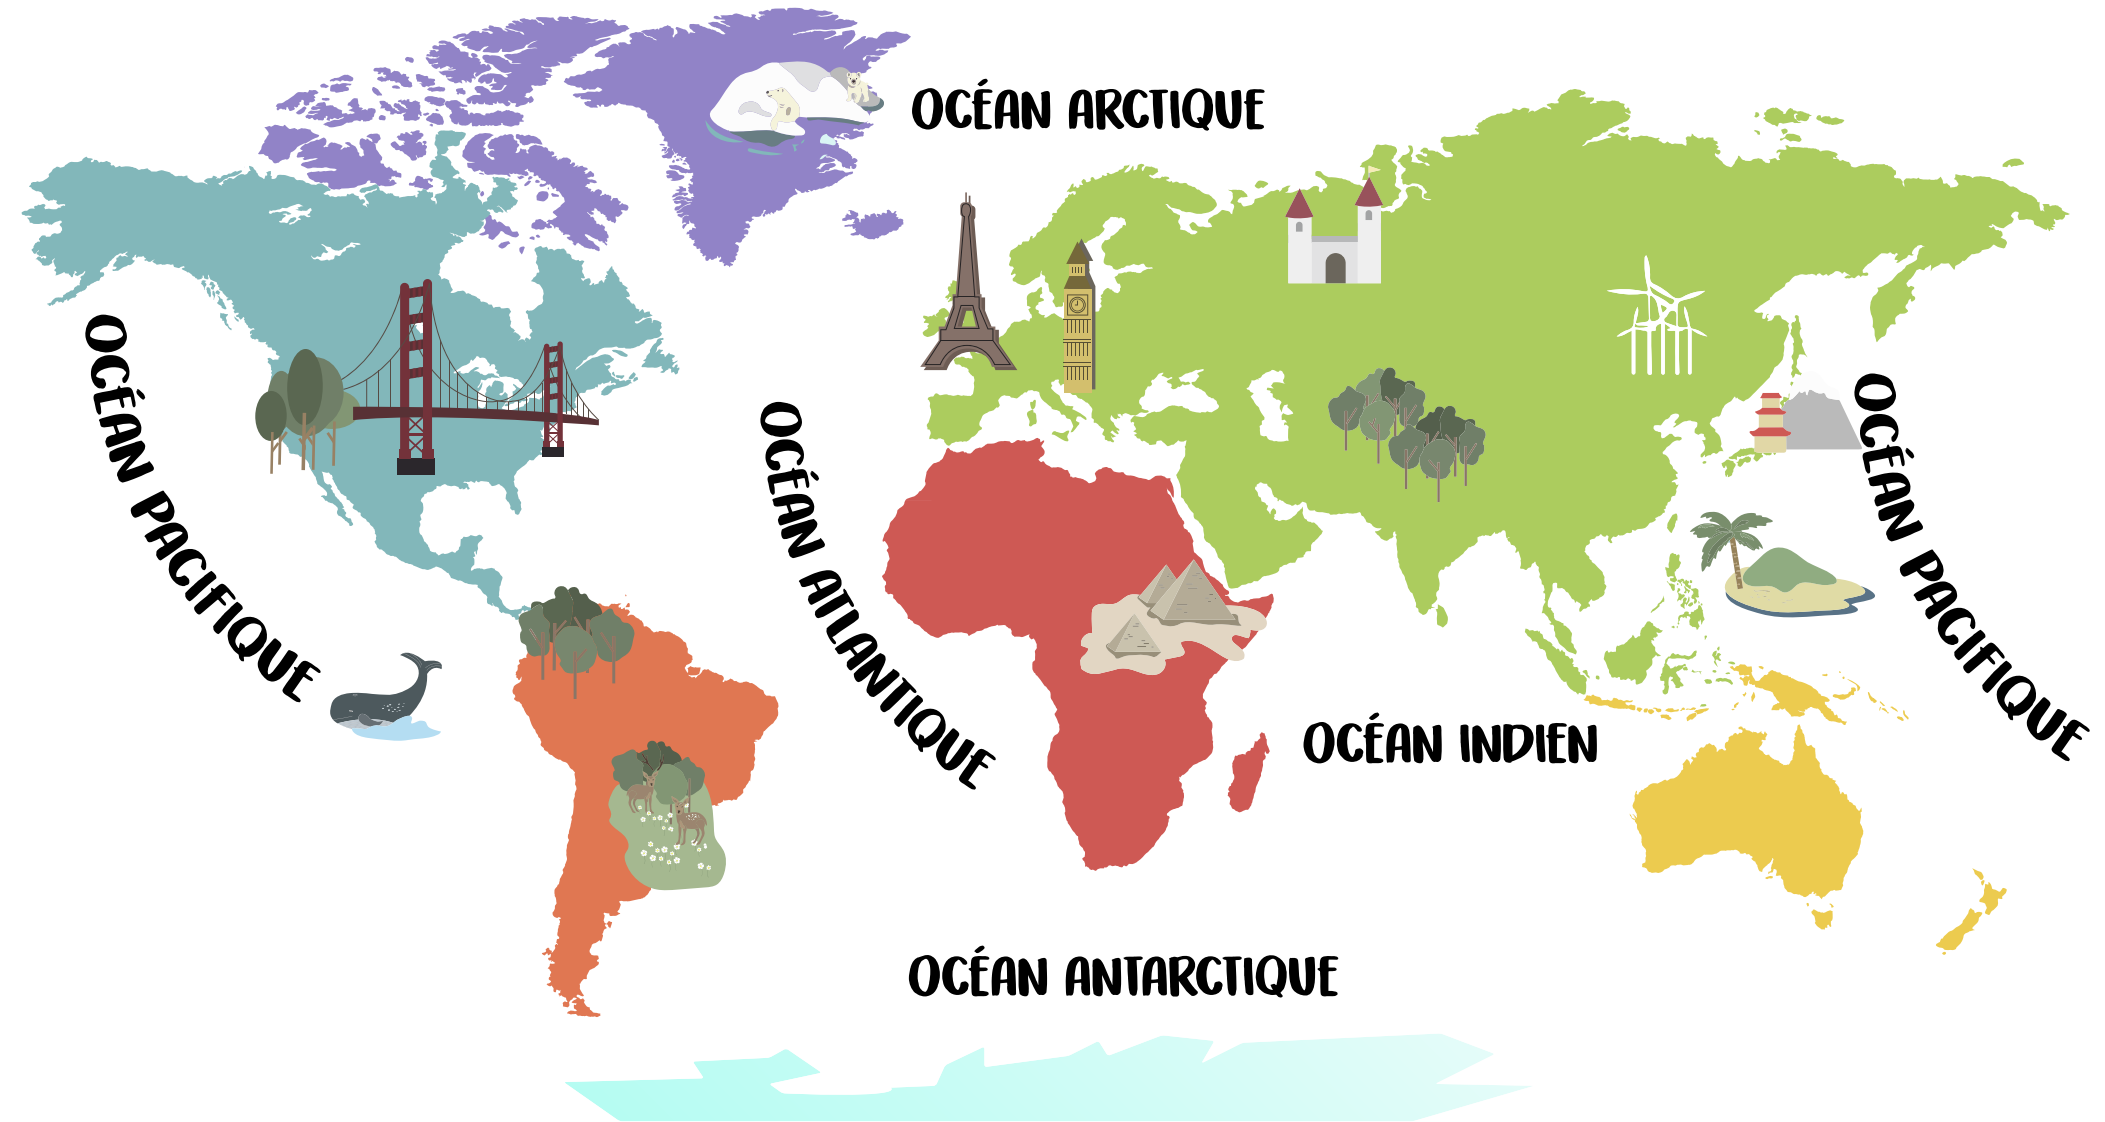 OCÉAN ARCTIQUE
OCÉAN PACIFIQUE
OCÉAN ATLANTIQUE
OCÉAN PACIFIQUE
OCÉAN INDIEN
OCÉAN ANTARCTIQUE